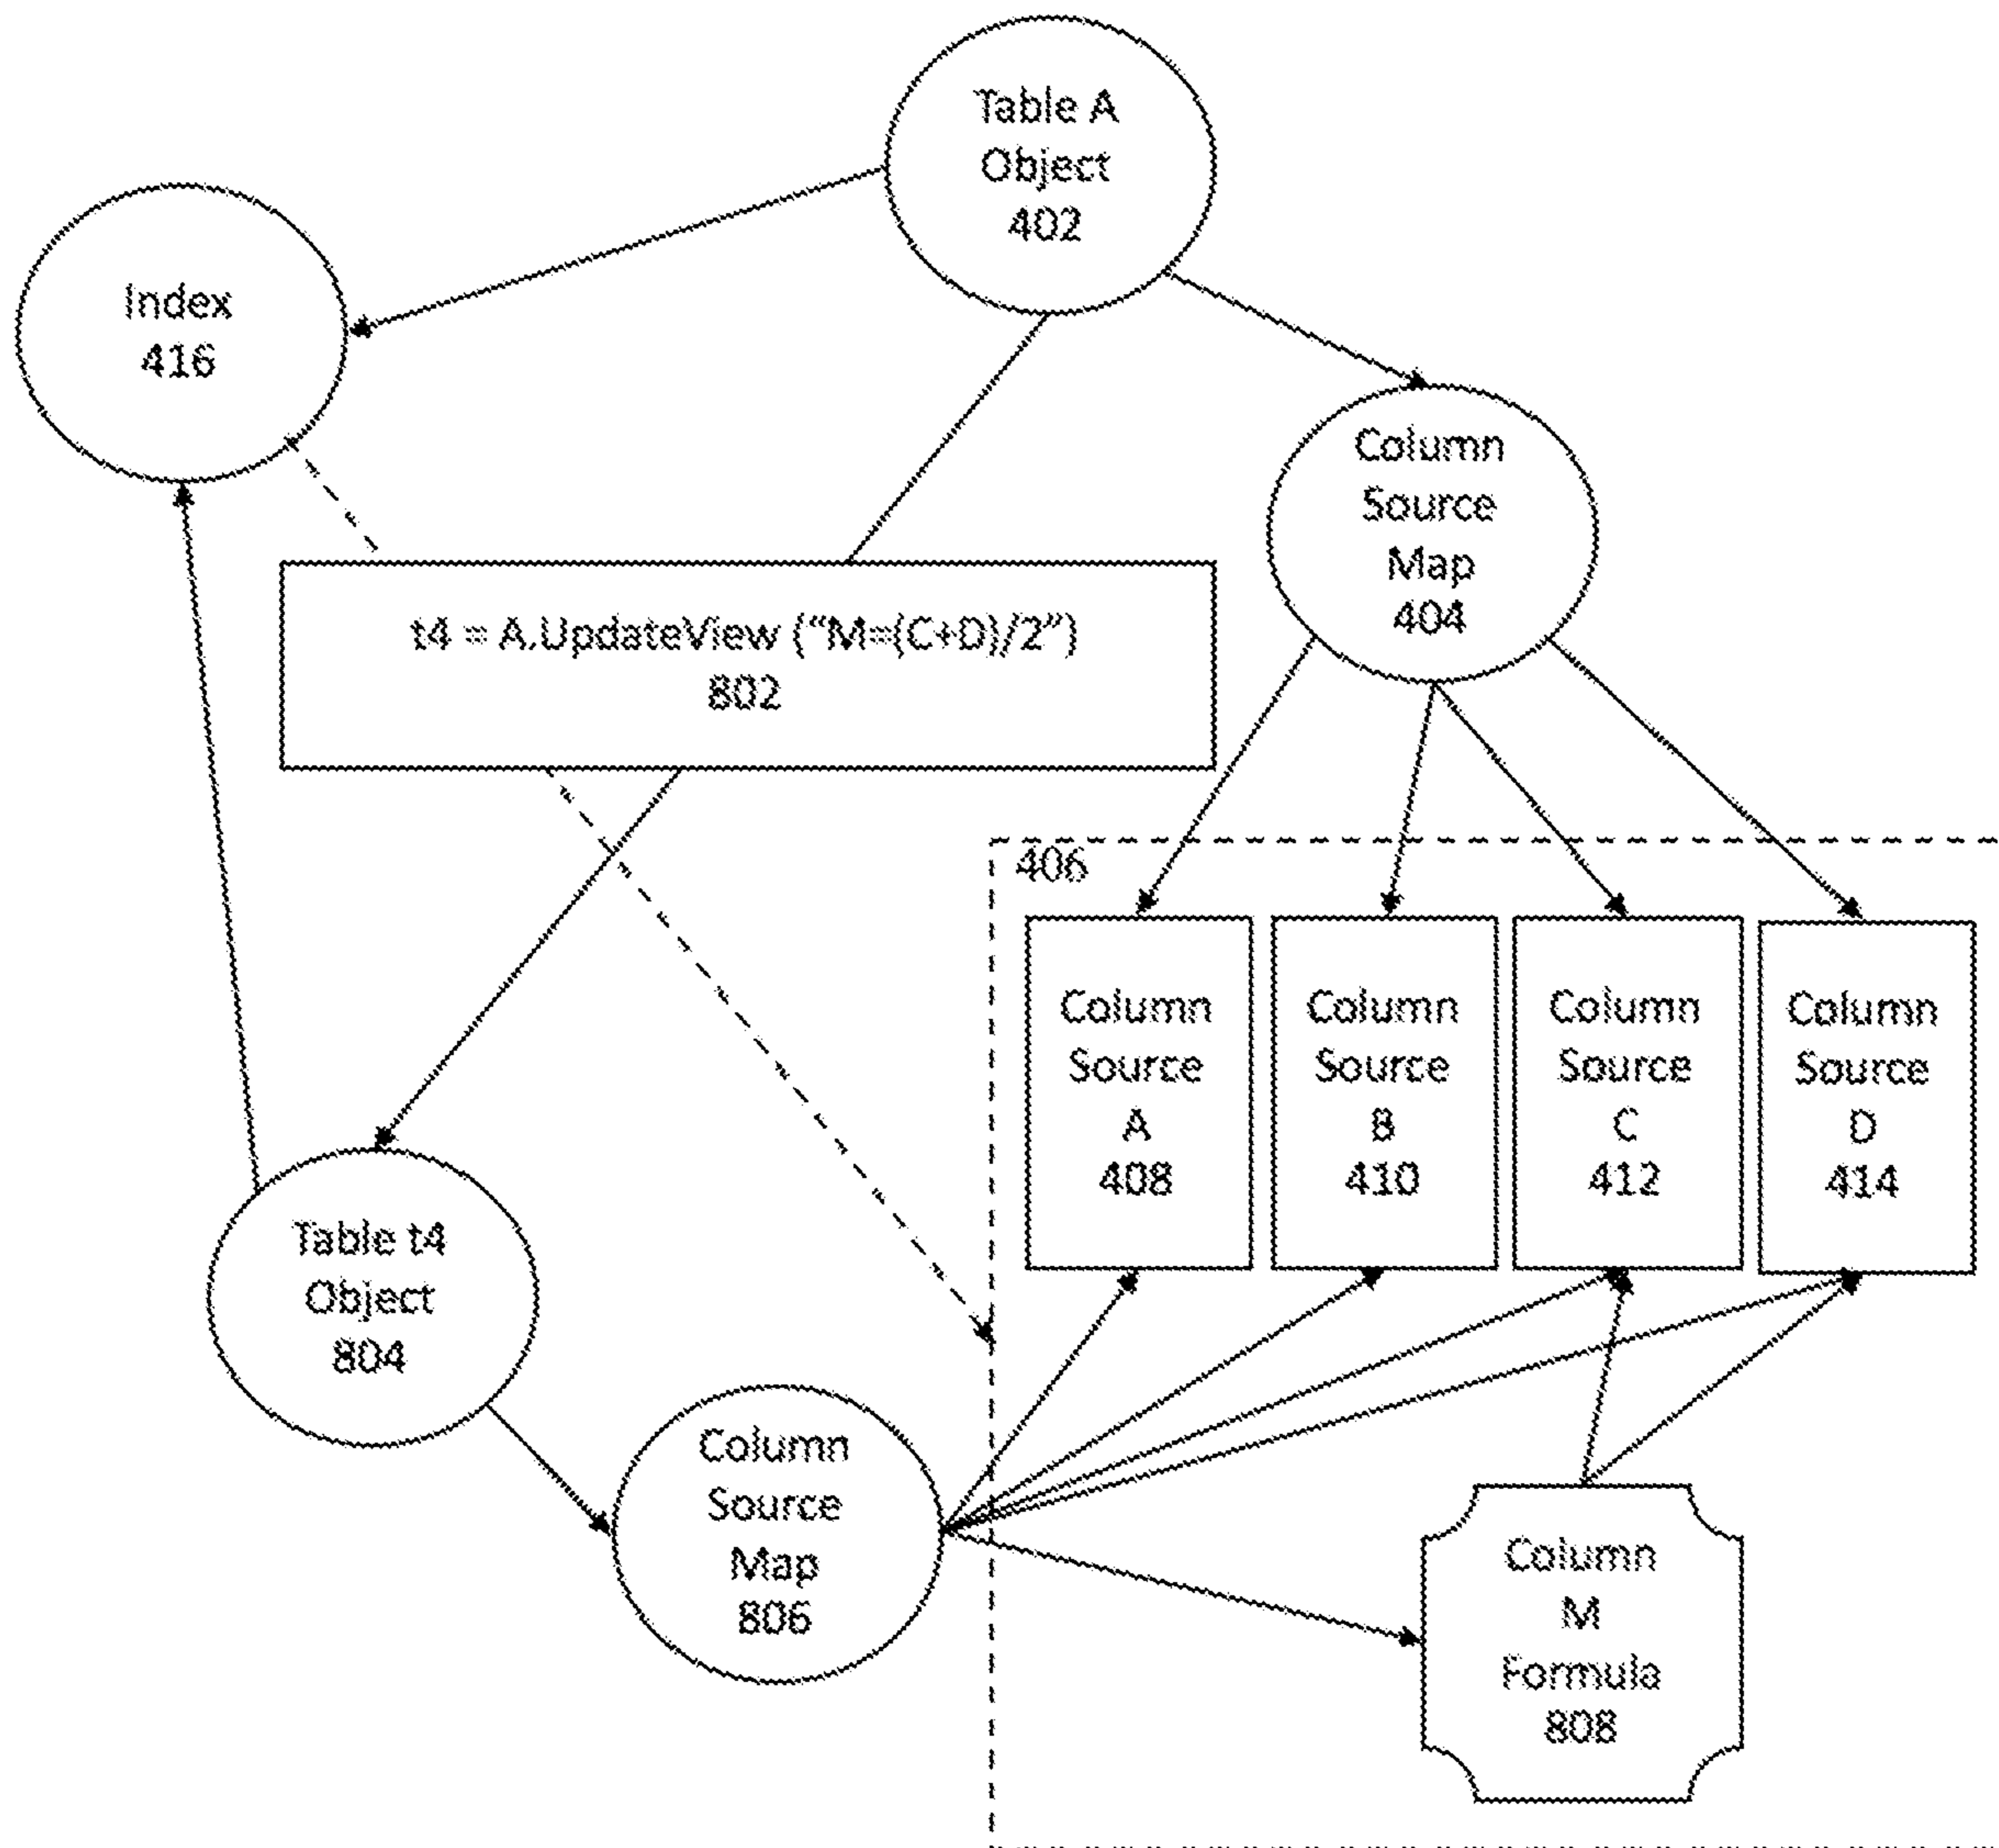 Table A
Object
402
Index
416
Column
Source
Map
404
t4 = A.UpdateView (“M=(C+D)/2”)
802
406
Column
Source
A
408
Column
Source
B
410
Column
Source
C
412
Column
Source
D
414
Table t4
Object
804
Column
Source
Map
806
Column
M
Formula
808